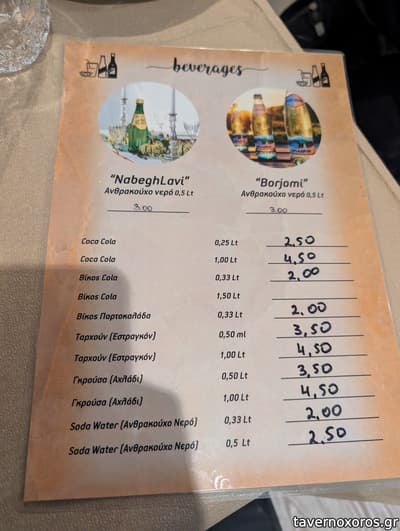 beverages
"NabeghLavi" "Borjomi"
Ανθρακούχο νερό 0,5 Lt Ανθρακούχο νερό 0,5 Lt
3.00 3.00
Coca Cola 0,25 Lt 2,50
Coca Cola 1,00 Lt 4,50
Βίκος Cola 0,33 Lt 2,00
Βίκος Cola 1,50 Lt
Βίκος Πορτοκαλάδα 0,33 Lt 2,00
Ταρχούν (Εστραγκόν) 0,50 ml 3,50
Ταρχούν (Εστραγκόν) 1,00 Lt 4,50
Γκρούσα (Αχλάδι) 0,50 Lt 3,50
Γκρούσα (Αχλάδι) 1,00 Lt 4,50
Soda Water (Ανθρακούχο Νερό) 0,33 Lt 2,00
Soda Water (Ανθρακούχο Νερό) 0,5 Lt 2,50
tavernoxoros.gr